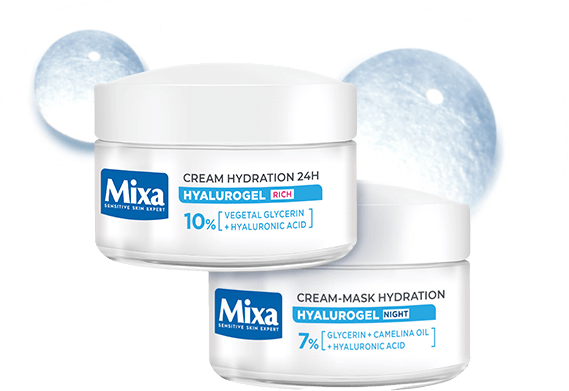 CREAM HYDRATION 24H
Mixa
SENSITIVE SKIN EXPERT
HYALUROGEL RICH
10% [VEGETAL GLYCERIN
+ HYALURONIC ACID]
CREAM-MASK HYDRATION
Mixa
SENSITIVE SKIN EXPERT
HYALUROGEL NIGHT
7% [GLYCERIN + CAMELINA OIL
+ HYALURONIC ACID]